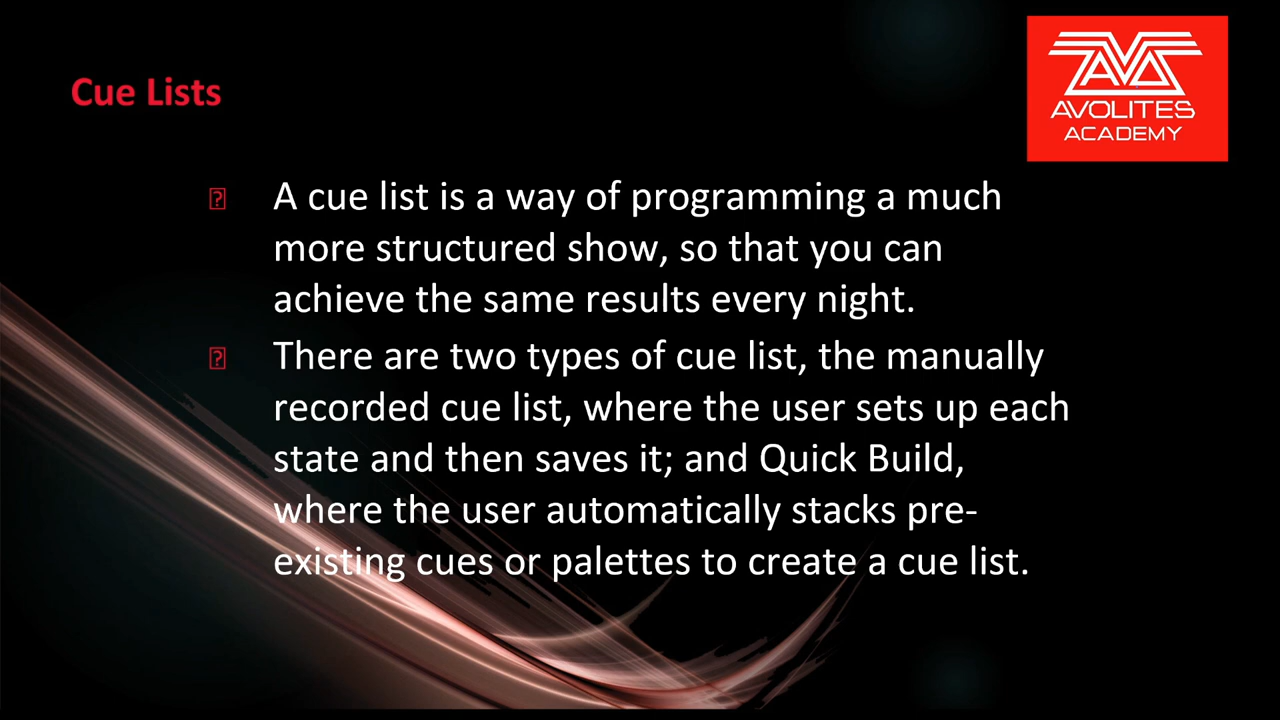 Cue Lists
AVOLITES
ACADEMY
A cue list is a way of programming a much
more structured show, so that you can
achieve the same results every night.
There are two types of cue list, the manually
recorded cue list, where the user sets up each
state and then saves it; and Quick Build,
where the user automatically stacks pre-
existing cues or palettes to create a cue list.